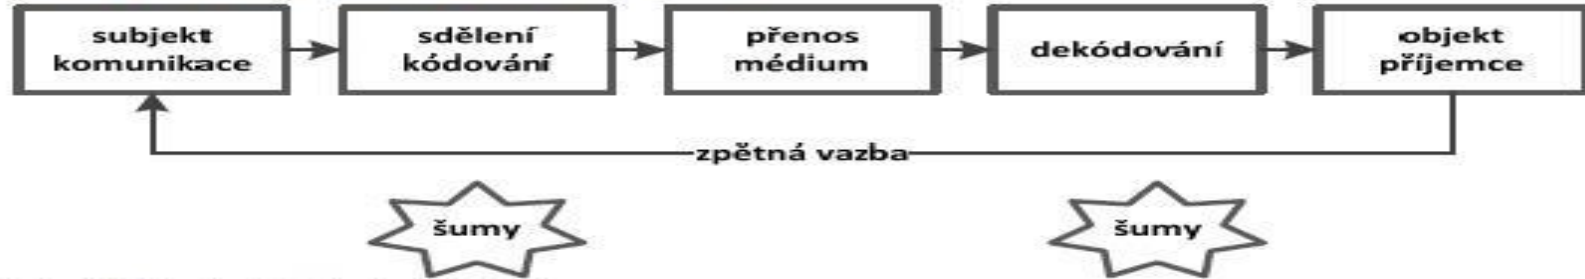 subjekt
komunikace
sdělení
kódování
přenos
médium
dekódování
objekt
příjemce
zpětná vazba
šumy
šumy